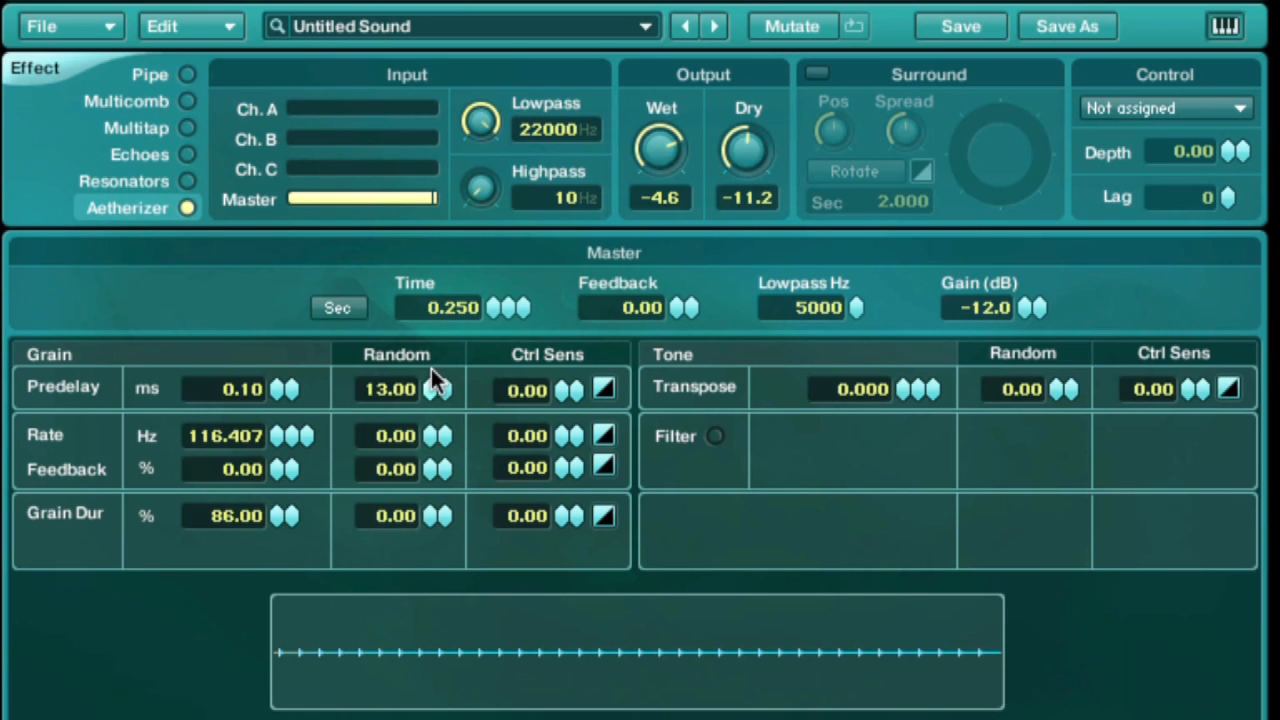 File Edit Untitled Sound Mutate Save Save As
Effect
Pipe
Multicomb
Multitap
Echoes
Resonators
Aetherizer
Input
Ch. A
Ch. B
Ch. C
Master
Lowpass
22000 Hz
Highpass
10 Hz
Output
Wet Dry
-4.6 -11.2
Surround
Pos Spread
Rotate
Sec 2.000
Control
Not assigned
Depth 0.00
Lag 0
Master
Time Feedback Lowpass Hz Gain (dB)
Sec 0.250 0.00 5000 -12.0
Grain Random Ctrl Sens
Predelay ms 0.10 13.00 0.00
Rate Hz 116.407 0.00 0.00
Feedback % 0.00 0.00 0.00
Grain Dur % 86.00 0.00 0.00
Tone Random Ctrl Sens
Transpose 0.000 0.00 0.00
Filter